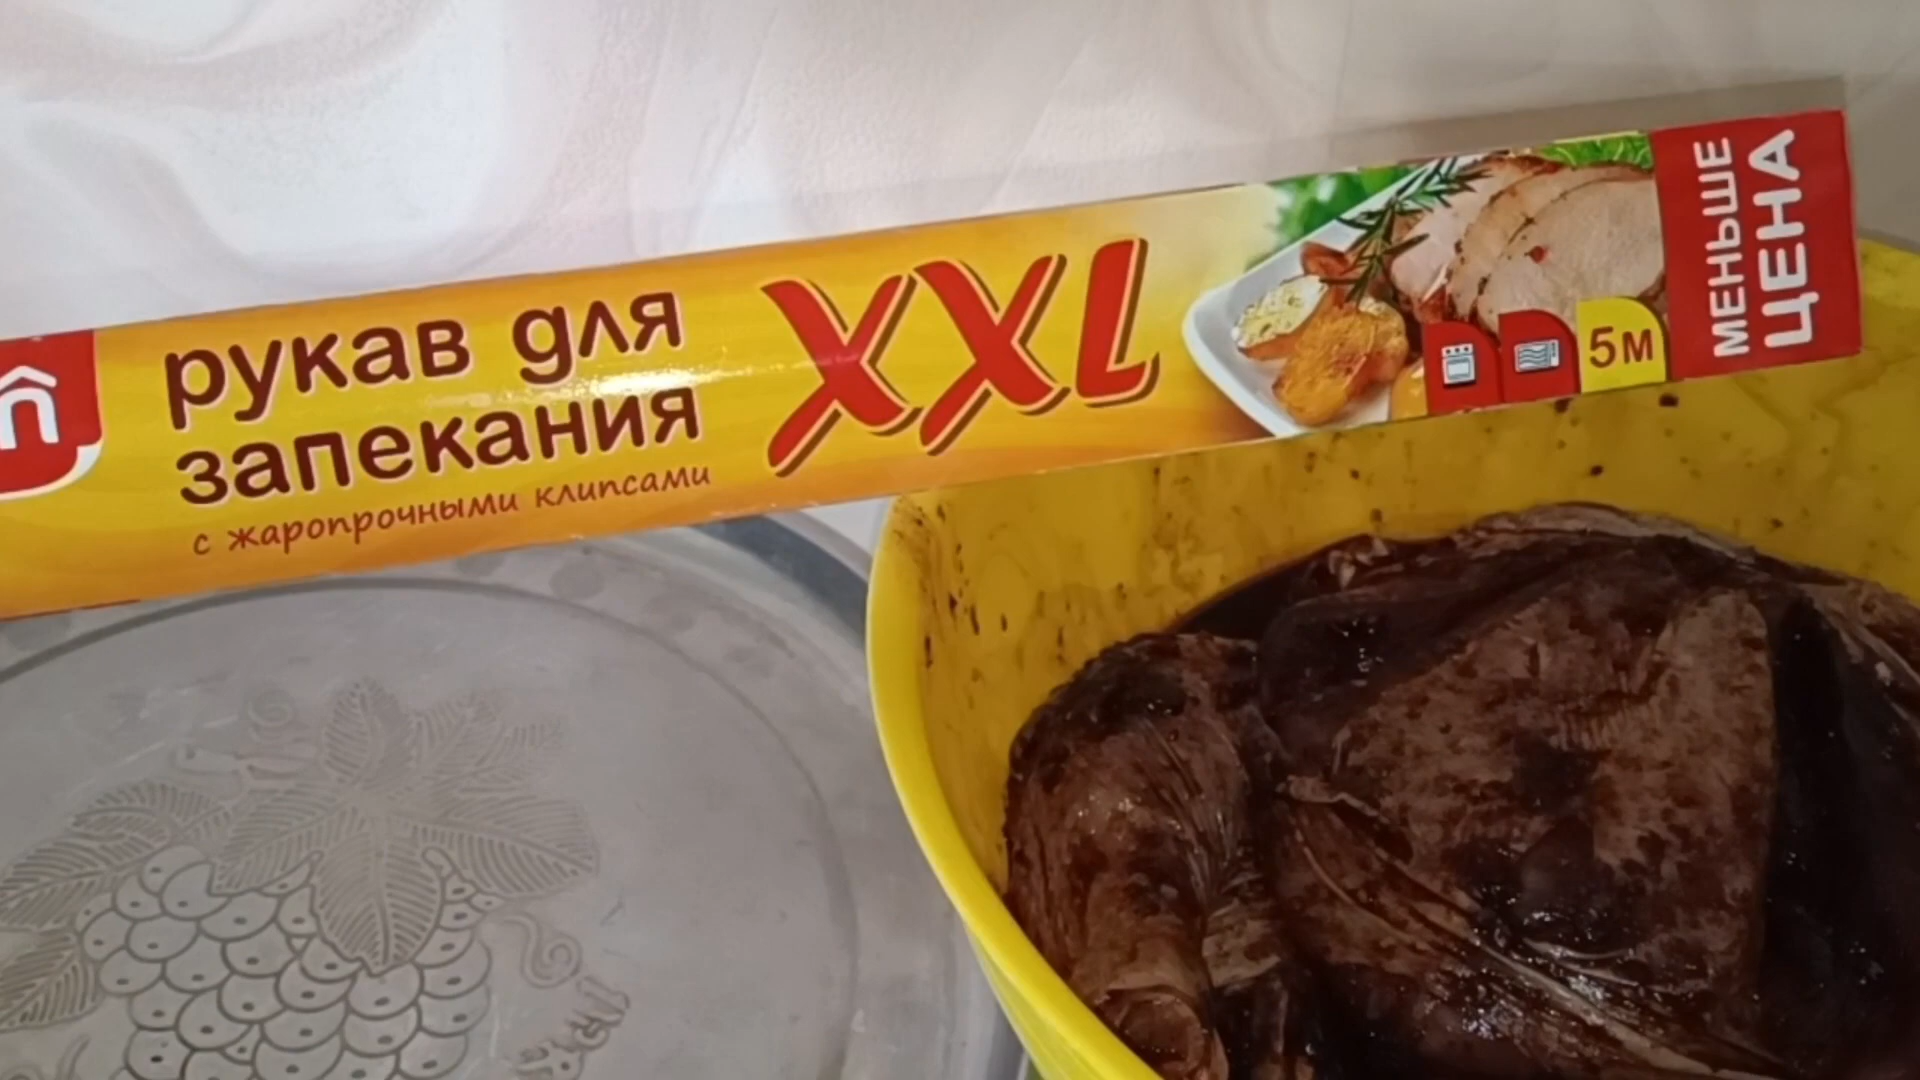 рукав для
запекания
с жаропрочными клипсами
XXL
5м
МЕНЬШЕ
ЦЕНА